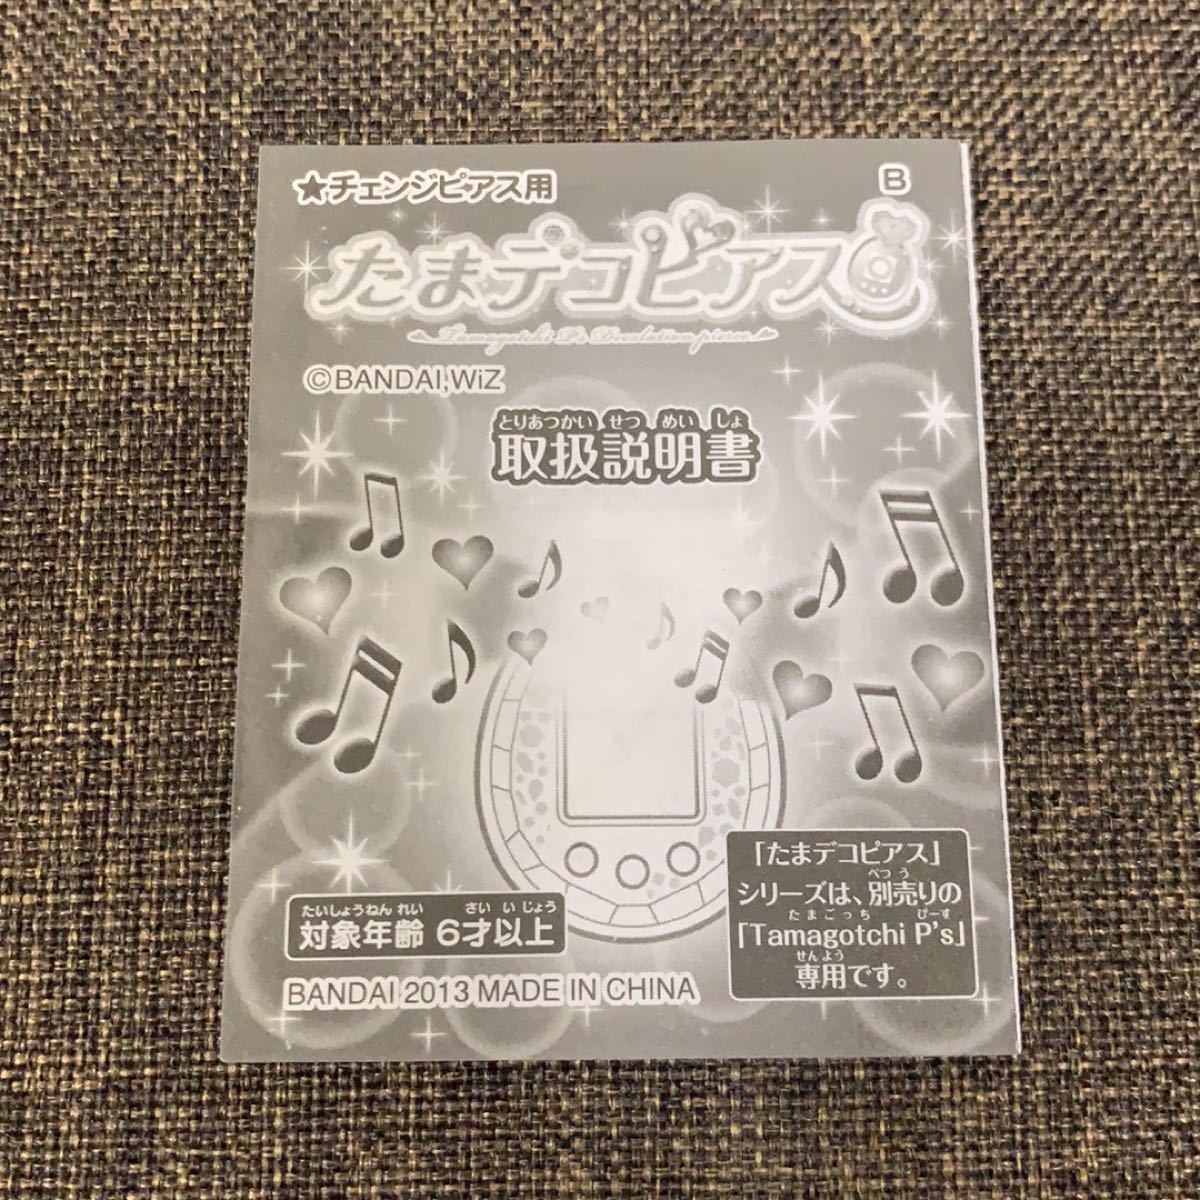 ★チェンジピアス用
B
たまデコピアス
Tamagotchi P's Decolation pierce
©BANDAI,WiZ
とりあつかい せつ めい しょ
取扱説明書
たいしょうねん れい さい い じょう
対象年齢 6才以上
BANDAI 2013 MADE IN CHINA
「たまデコピアス」
べつ う
シリーズは、別売りの
たまごっち ぴーす
「Tamagotchi P's」
せんよう
専用です。